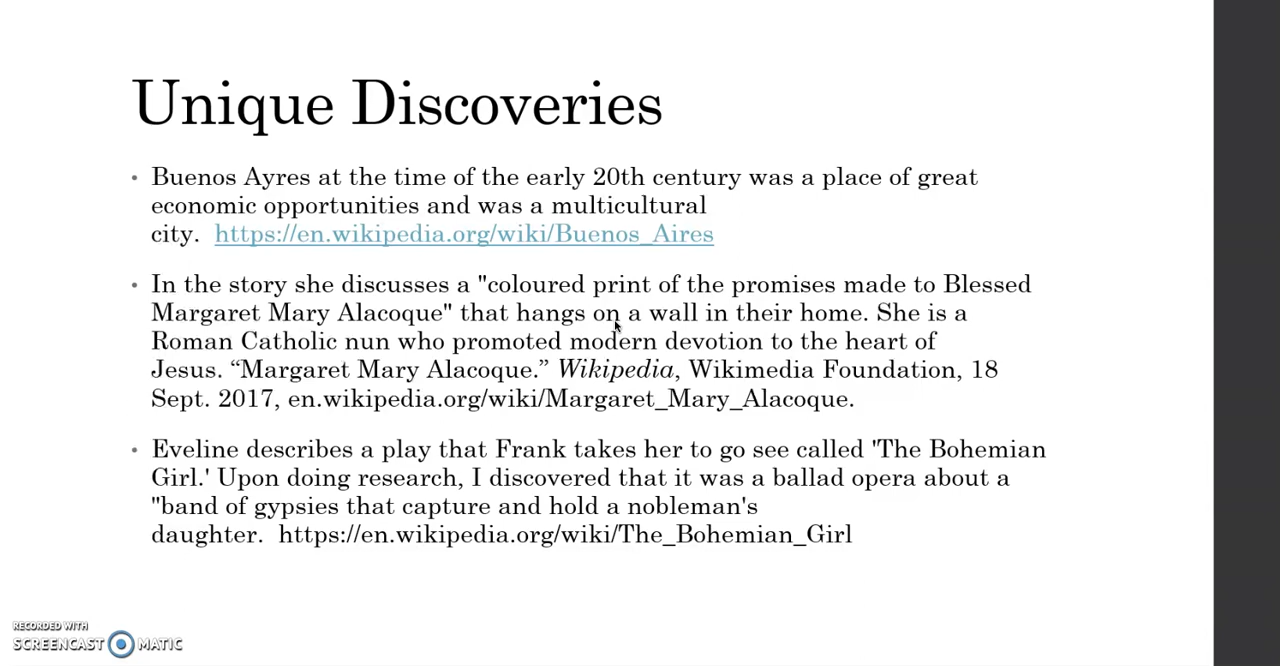 Unique Discoveries
• Buenos Ayres at the time of the early 20th century was a place of great
economic opportunities and was a multicultural
city.  https://en.wikipedia.org/wiki/Buenos_Aires
• In the story she discusses a "coloured print of the promises made to Blessed
Margaret Mary Alacoque" that hangs on a wall in their home. She is a
Roman Catholic nun who promoted modern devotion to the heart of
Jesus. “Margaret Mary Alacoque.” Wikipedia, Wikimedia Foundation, 18
Sept. 2017, en.wikipedia.org/wiki/Margaret_Mary_Alacoque.
• Eveline describes a play that Frank takes her to go see called 'The Bohemian
Girl.' Upon doing research, I discovered that it was a ballad opera about a
"band of gypsies that capture and hold a nobleman's
daughter.  https://en.wikipedia.org/wiki/The_Bohemian_Girl
RECORDED WITH
SCREENCAST MATIC